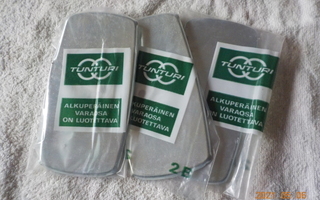 TUNTURI
ALKUPERÄINEN
VARAOSA
ON LUOTETTAVA
TUNTURI
ALKUPERÄINEN
VARAOSA
ON LUOTETTAVA
TUNTURI
ALKUPERÄINEN
VARAOSA
ON LUOTETTAVA